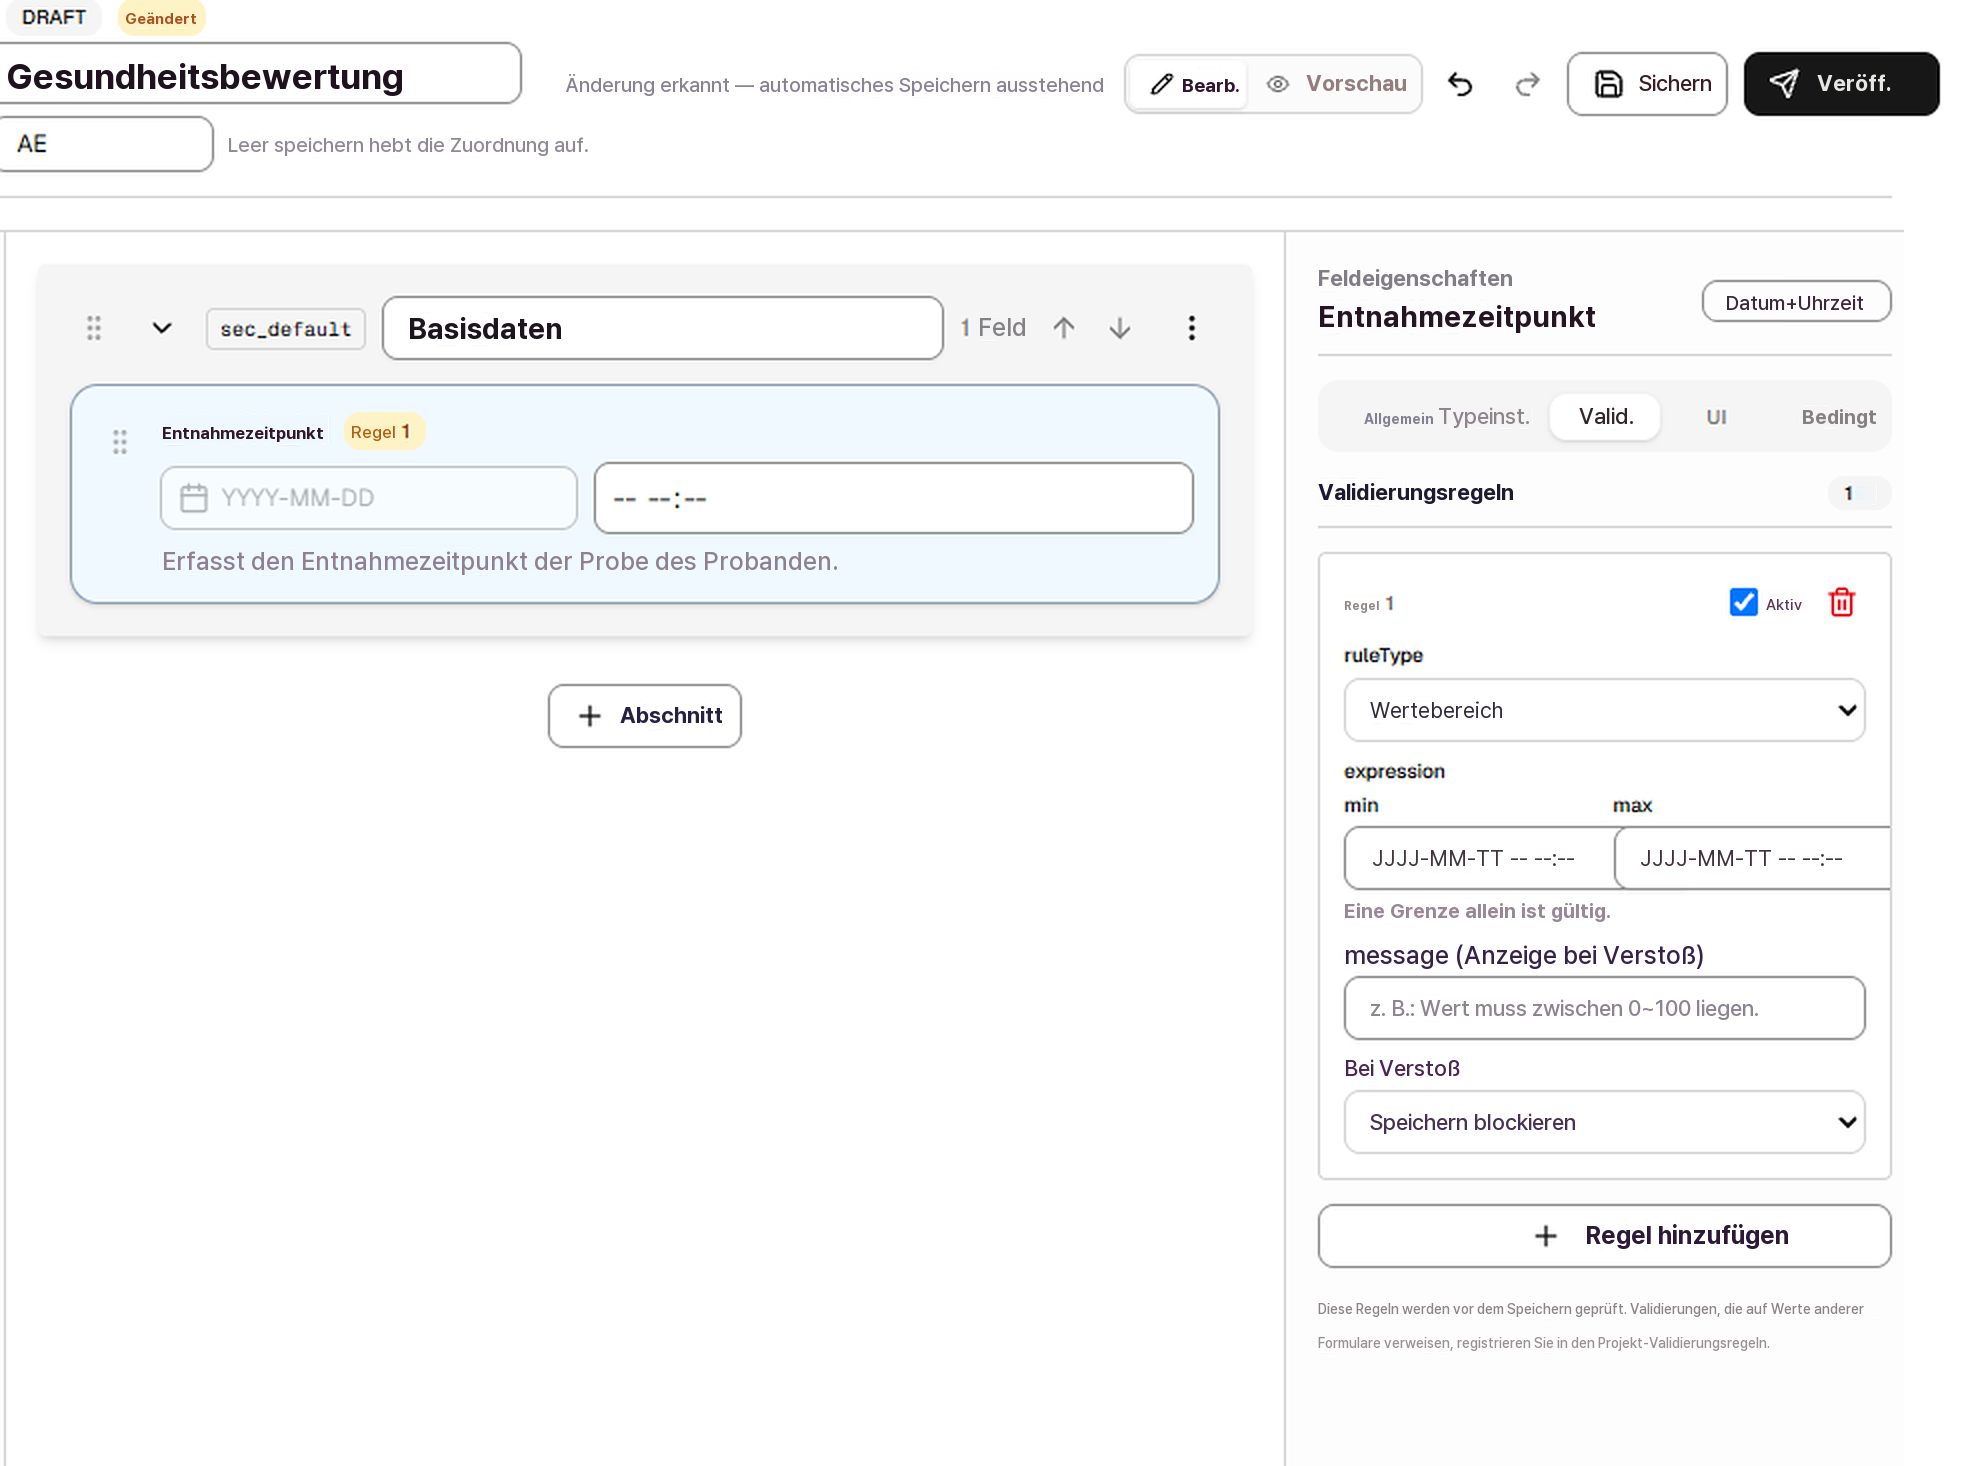 DRAFT Geändert
Gesundheitsbewertung
Änderung erkannt — automatisches Speichern ausstehend
Bearb. Vorschau
Sichern
Veröff.
AE
Leer speichern hebt die Zuordnung auf.
sec_default
Basisdaten
1 Feld
Entnahmezeitpunkt Regel 1
YYYY-MM-DD
-- --:--
Erfasst den Entnahmezeitpunkt der Probe des Probanden.
+ Abschnitt
Feldeigenschaften
Entnahmezeitpunkt
Datum+Uhrzeit
Allgemein Typeinst. Valid. UI Bedingt
Validierungsregeln 1
Regel 1 Aktiv
ruleType
Wertebereich
expression
min max
JJJJ-MM-TT -- --:-- JJJJ-MM-TT -- --:--
Eine Grenze allein ist gültig.
message (Anzeige bei Verstoß)
z. B.: Wert muss zwischen 0~100 liegen.
Bei Verstoß
Speichern blockieren
+ Regel hinzufügen
Diese Regeln werden vor dem Speichern geprüft. Validierungen, die auf Werte anderer
Formulare verweisen, registrieren Sie in den Projekt-Validierungsregeln.